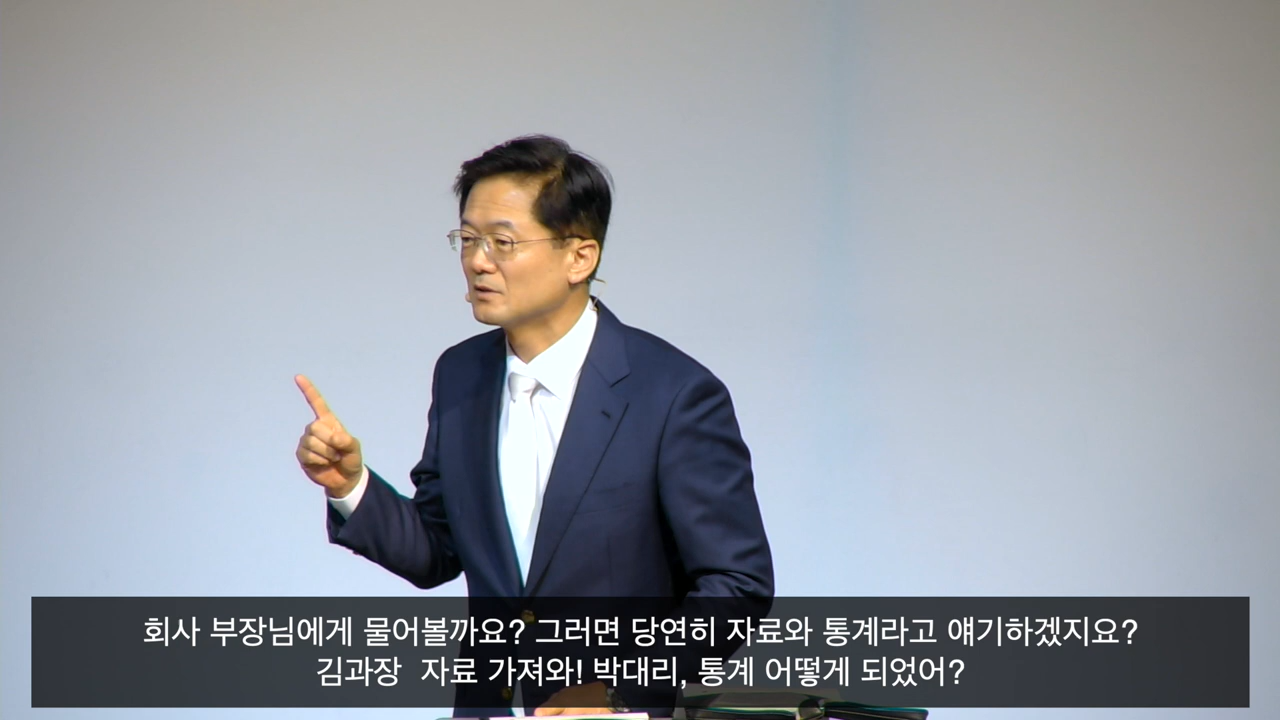 회사 부장님에게 물어볼까요? 그러면 당연히 자료와 통계라고 얘기하겠지요?
김과장 자료 가져와! 박대리, 통계 어떻게 되었어?